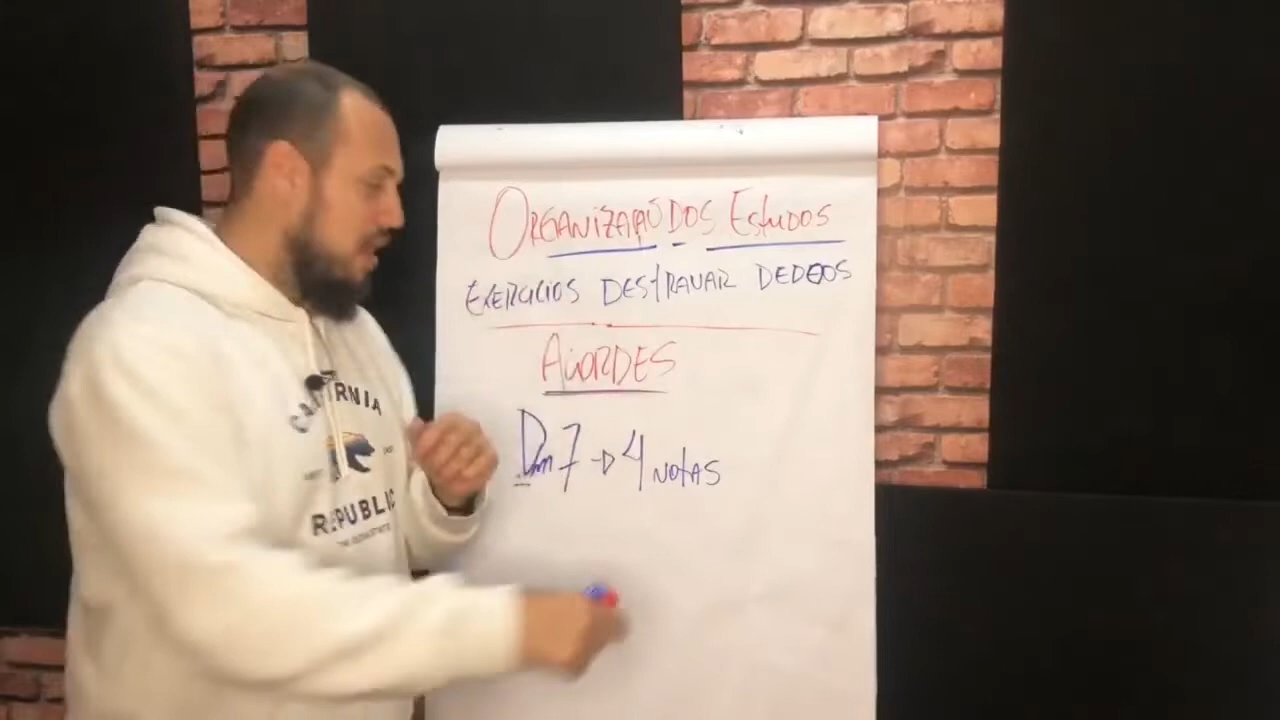 ORGANIZAÇÃO DOS ESTUDOS
EXERCICIOS DESTRAVAR DEDEOS
ACORDES
Dm7 → 4 NOTAS
CALIFORNIA
REPUBLIC